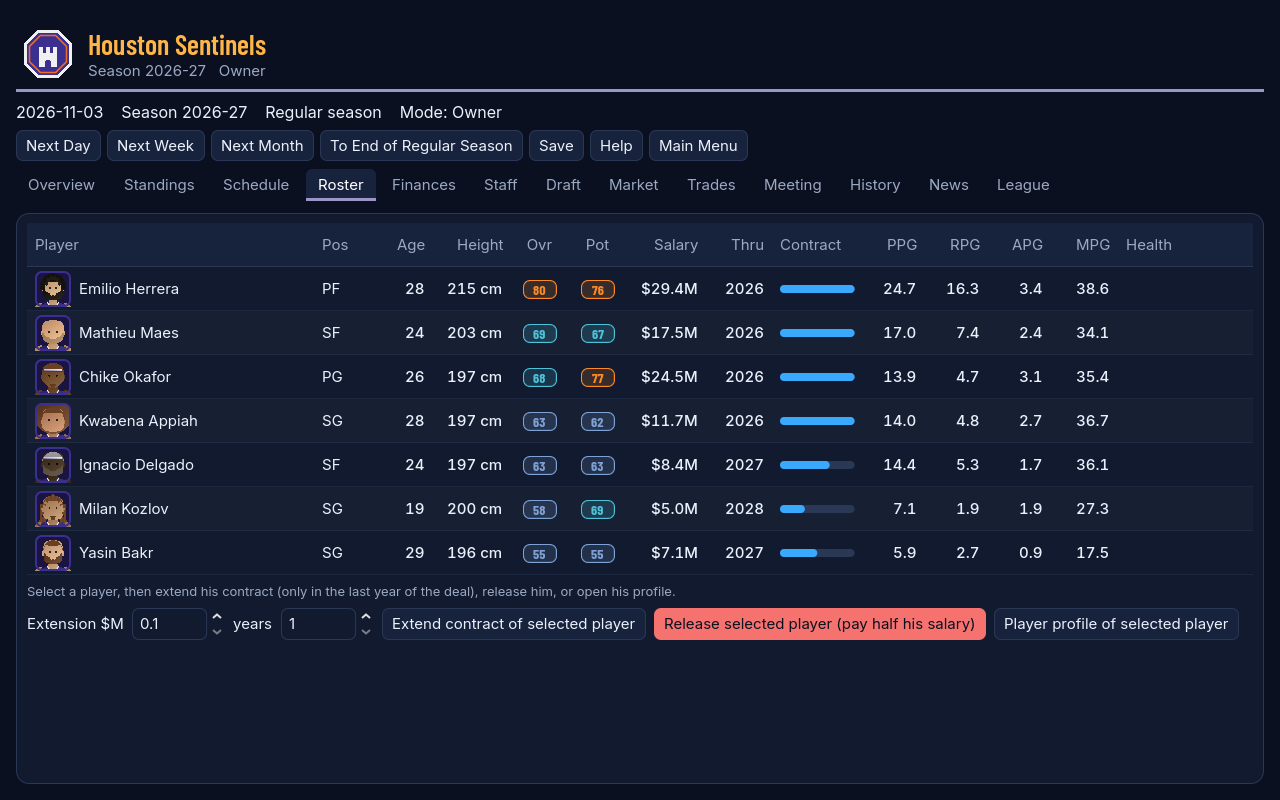 Houston Sentinels
Season 2026-27 Owner
2026-11-03 Season 2026-27 Regular season Mode: Owner
Next Day Next Week Next Month To End of Regular Season Save Help Main Menu
Overview Standings Schedule Roster Finances Staff Draft Market Trades Meeting History News League
Player Pos Age Height Ovr Pot Salary Thru Contract PPG RPG APG MPG Health
Emilio Herrera PF 28 215 cm 80 76 $29.4M 2026 24.7 16.3 3.4 38.6
Mathieu Maes SF 24 203 cm 69 67 $17.5M 2026 17.0 7.4 2.4 34.1
Chike Okafor PG 26 197 cm 68 77 $24.5M 2026 13.9 4.7 3.1 35.4
Kwabena Appiah SG 28 197 cm 63 62 $11.7M 2026 14.0 4.8 2.7 36.7
Ignacio Delgado SF 24 197 cm 63 63 $8.4M 2027 14.4 5.3 1.7 36.1
Milan Kozlov SG 19 200 cm 58 69 $5.0M 2028 7.1 1.9 1.9 27.3
Yasin Bakr SG 29 196 cm 55 55 $7.1M 2027 5.9 2.7 0.9 17.5
Select a player, then extend his contract (only in the last year of the deal), release him, or open his profile.
Extension $M 0.1 years 1 Extend contract of selected player Release selected player (pay half his salary) Player profile of selected player